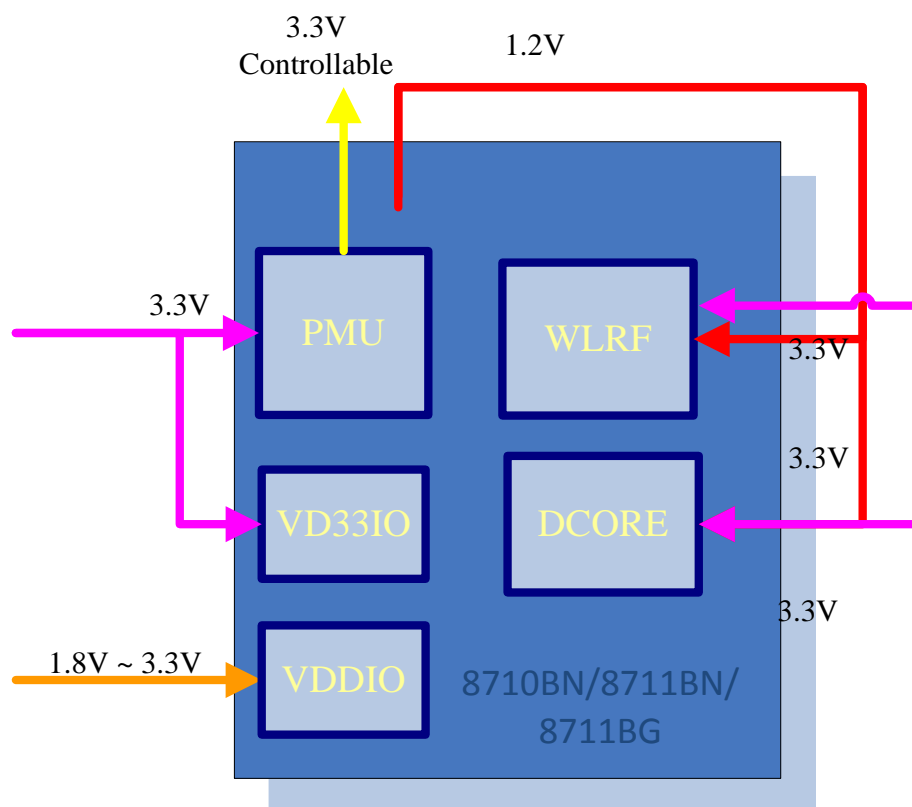 3.3V
Controllable
1.2V
3.3V
PMU
WLRF
3.3V
3.3V
VD33IO
DCORE
3.3V
1.8V ~ 3.3V
VDDIO
8710BN/8711BN/
8711BG